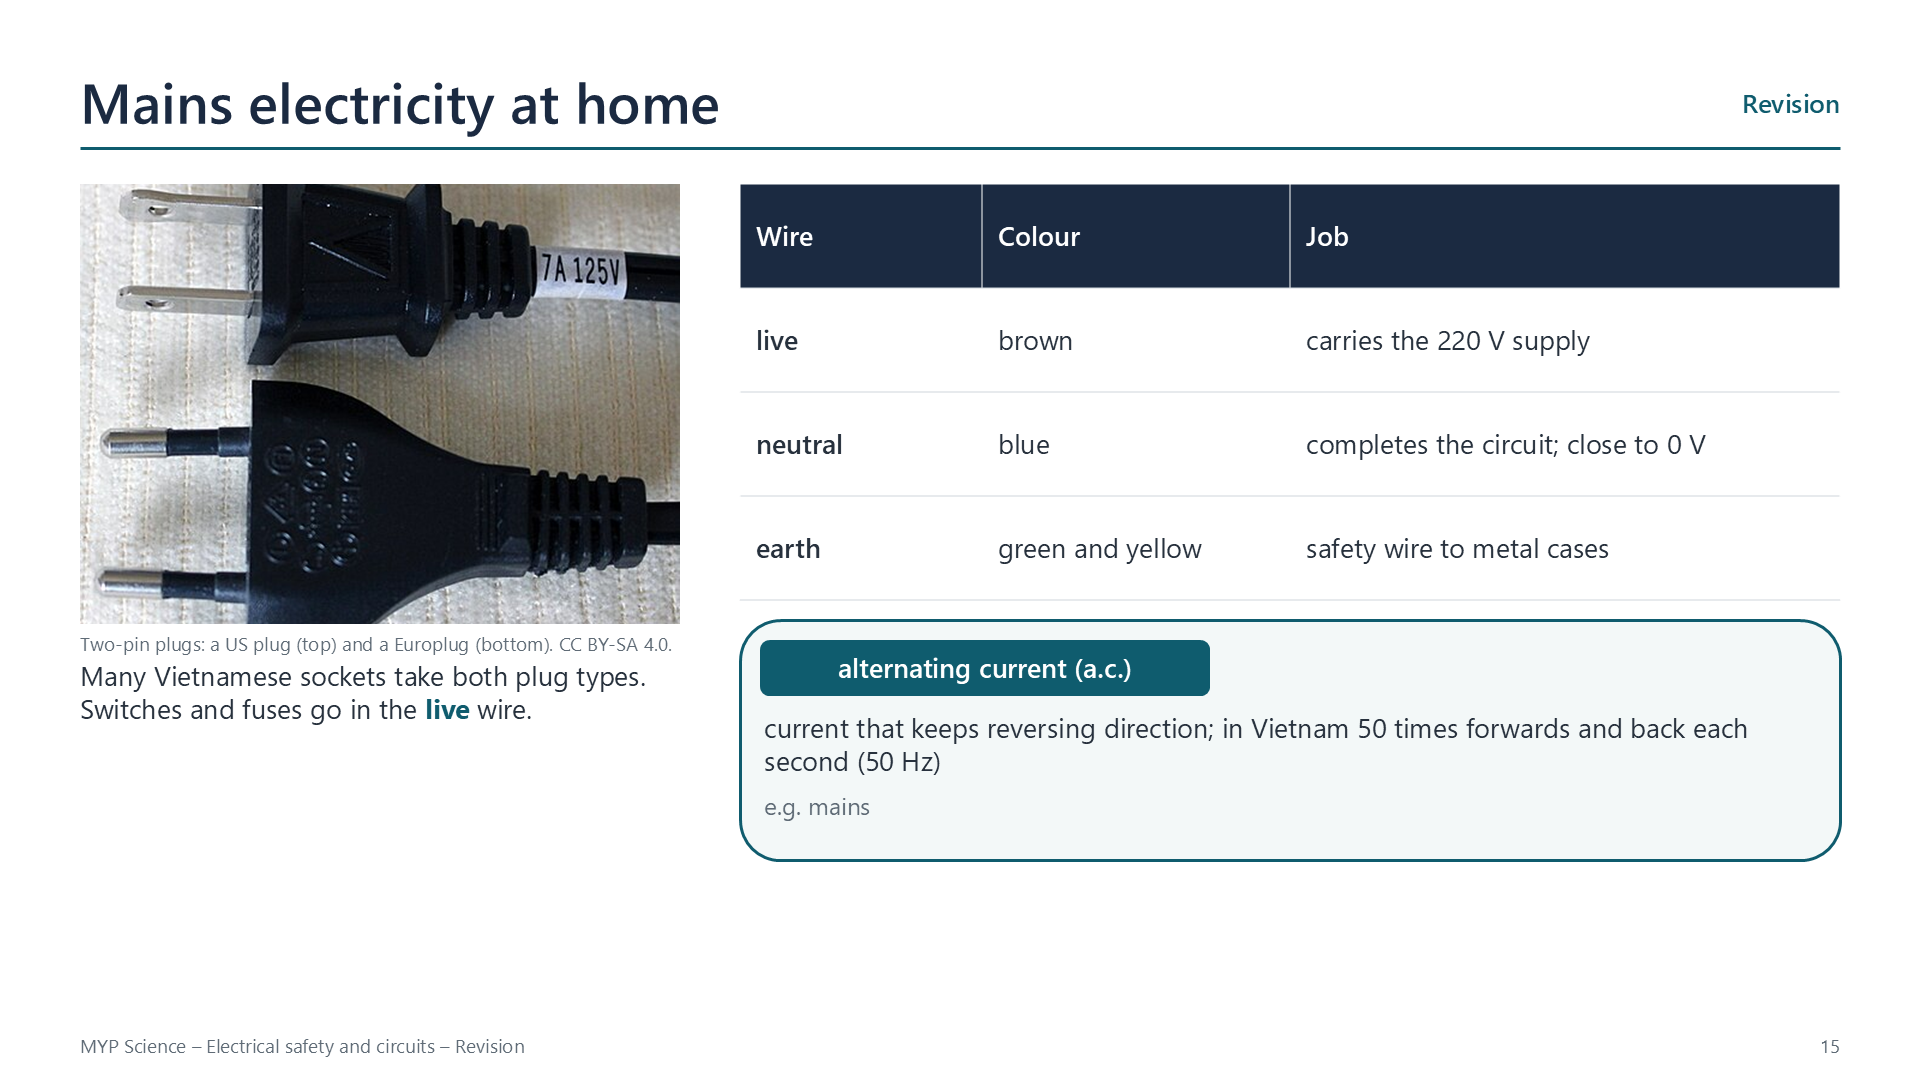 Mains electricity at home
Revision
7A 125V
Two-pin plugs: a US plug (top) and a Europlug (bottom). CC BY-SA 4.0.
Many Vietnamese sockets take both plug types.
Switches and fuses go in the live wire.
Wire Colour Job
live brown carries the 220 V supply
neutral blue completes the circuit; close to 0 V
earth green and yellow safety wire to metal cases
alternating current (a.c.)
current that keeps reversing direction; in Vietnam 50 times forwards and back each
second (50 Hz)
e.g. mains
MYP Science – Electrical safety and circuits – Revision
15